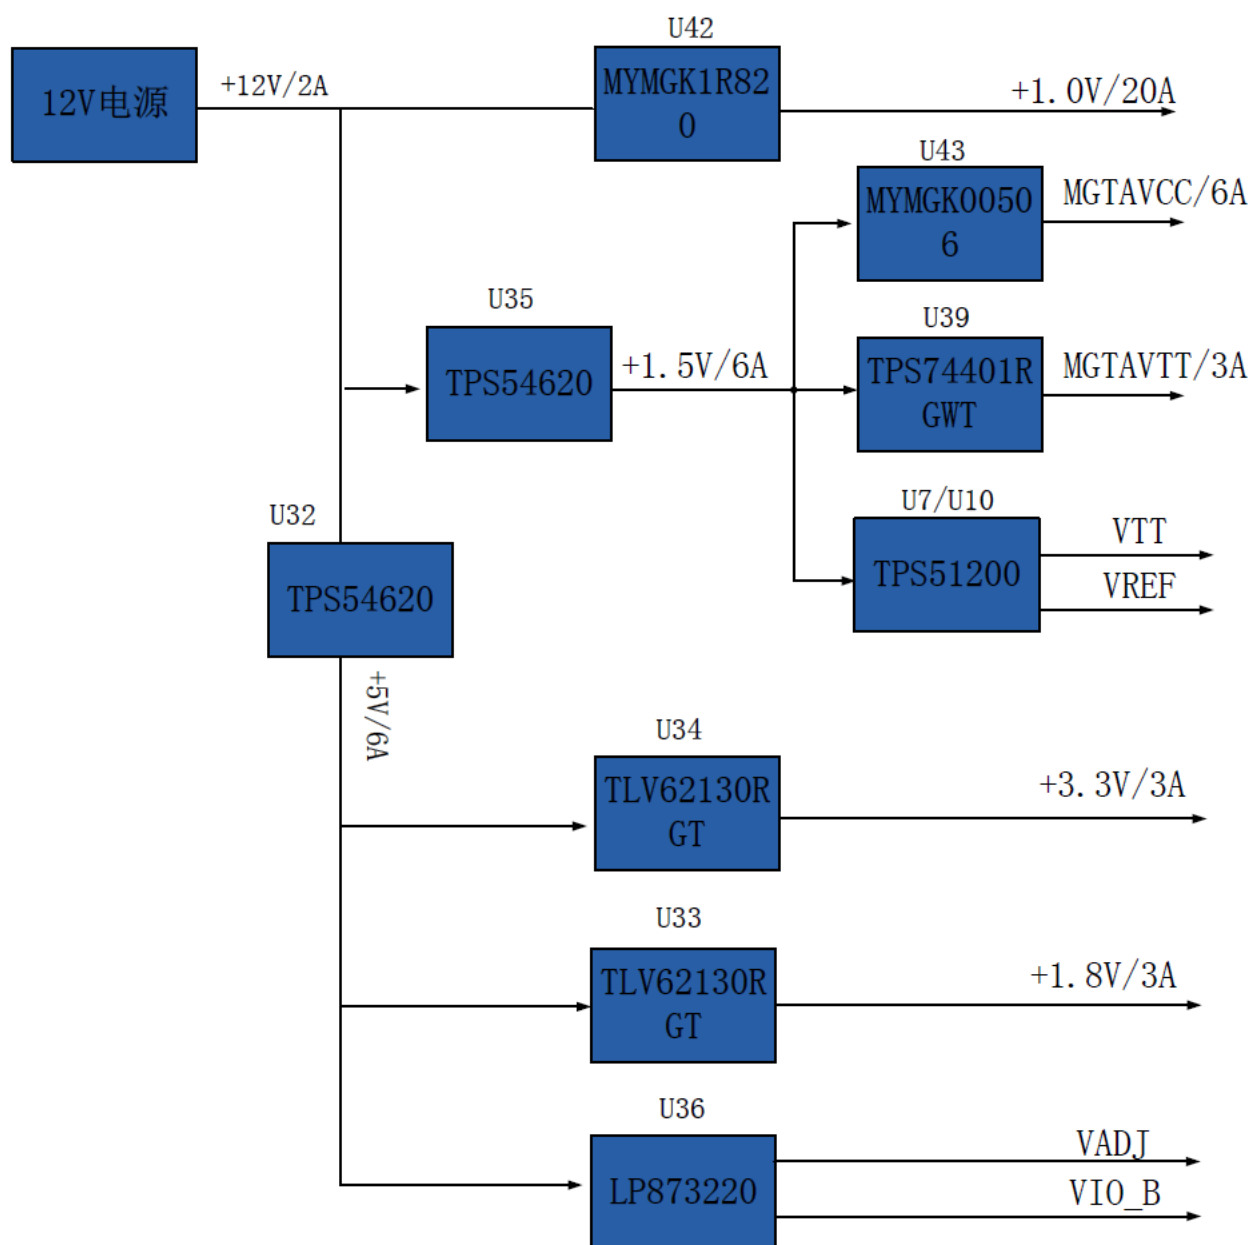 U42
12V电源
+12V/2A
MYMGK1R82
0
+1.0V/20A
U43
MYMGK0050
6
MGTAVCC/6A
U35
TPS54620
+1.5V/6A
U39
TPS74401R
GWT
MGTAVTT/3A
U7/U10
TPS51200
VTT
VREF
U32
TPS54620
+5V/6A
U34
TLV62130R
GT
+3.3V/3A
U33
TLV62130R
GT
+1.8V/3A
U36
LP873220
VADJ
VIO_B